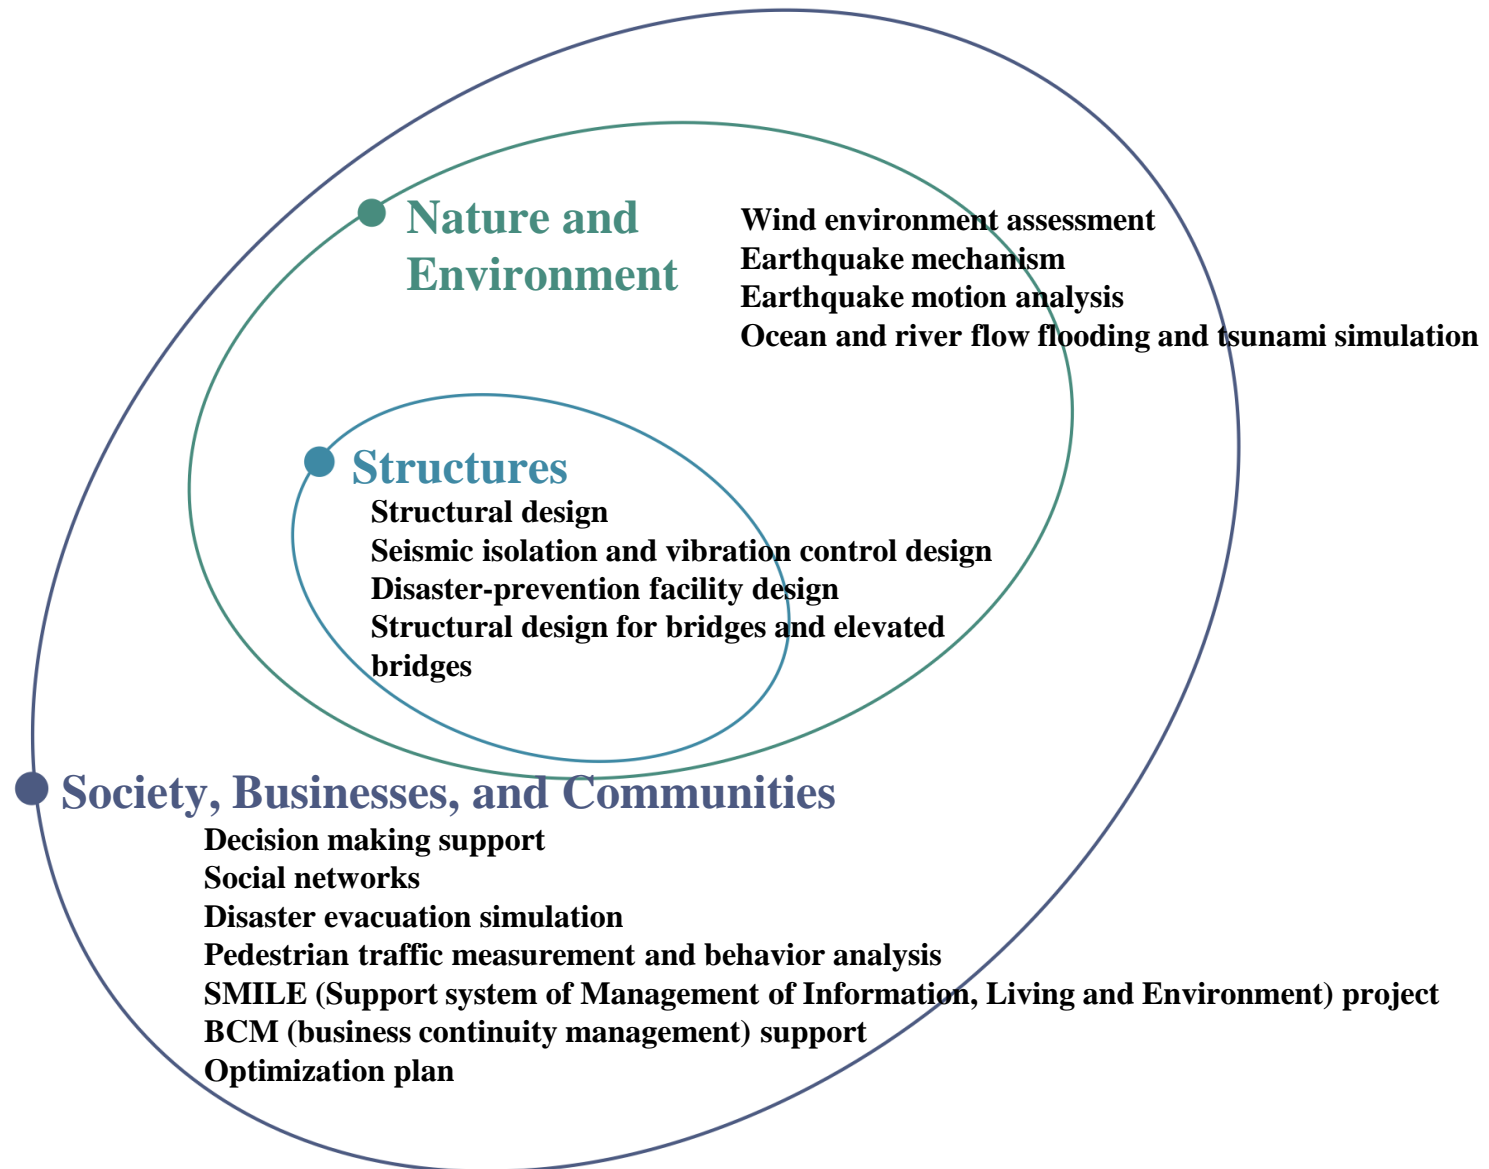 Nature and
Environment
Wind environment assessment
Earthquake mechanism
Earthquake motion analysis
Ocean and river flow flooding and tsunami simulation
Structures
Structural design
Seismic isolation and vibration control design
Disaster-prevention facility design
Structural design for bridges and elevated
bridges
Society, Businesses, and Communities
Decision making support
Social networks
Disaster evacuation simulation
Pedestrian traffic measurement and behavior analysis
SMILE (Support system of Management of Information, Living and Environment) project
BCM (business continuity management) support
Optimization plan